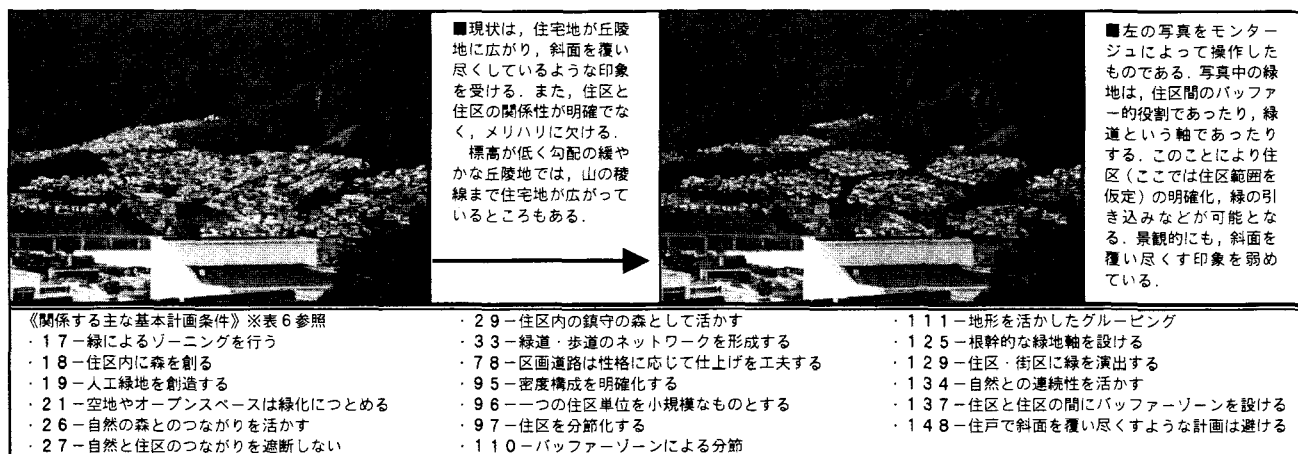 ■現状は，住宅地が丘陵
地に広がり，斜面を覆い
尽くしているような印象
を受ける．また，住区と
住区の関係性が明確でな
く，メリハリに欠ける．
標高が低く勾配の緩や
かな丘陵地では，山の稜
線まで住宅地が広がって
いるところもある．
■左の写真をモンター
ジュによって操作した
ものである．写真中の緑
地は，住区間のバッファ
ー的役割であったり，緑
道という軸であったり
する．このことにより住
区（ここでは住区範囲を
仮定）の明確化，緑の引
き込みなどが可能とな
る．景観的にも，斜面を
覆い尽くす印象を弱め
ている．
《関係する主な基本計画条件》※表６参照
・１７－緑によるゾーニングを行う
・１８－住区内に森を創る
・１９－人工緑地を創造する
・２１－空地やオープンスペースは緑化につとめる
・２６－自然の森とのつながりを活かす
・２７－自然と住区のつながりを遮断しない
・２９－住区内の鎮守の森として活かす
・３３－緑道・歩道のネットワークを形成する
・７８－区画道路は性格に応じて仕上げを工夫する
・９５－密度構成を明確化する
・９６－一つの住区単位を小規模なものとする
・９７－住区を分節化する
・１１０－バッファーゾーンによる分節
・１１１－地形を活かしたグルーピング
・１２５－根幹的な緑地軸を設ける
・１２９－住区・街区に緑を演出する
・１３４－自然との連続性を活かす
・１３７－住区と住区の間にバッファーゾーンを設ける
・１４８－住戸で斜面を覆い尽くすような計画は避ける